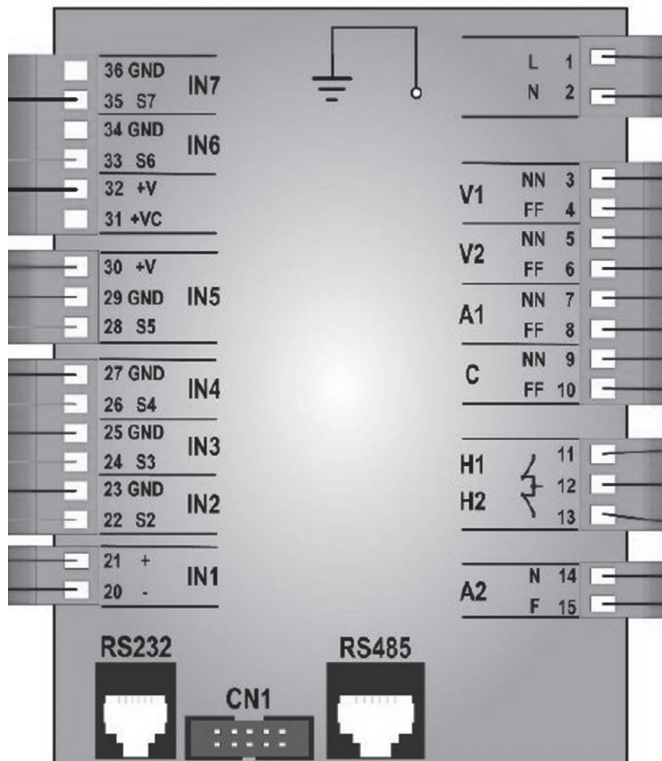 36 GND
35 S7
IN7
34 GND
33 S6
IN6
32 +V
31 +VC
30 +V
29 GND
28 S5
IN5
27 GND
26 S4
IN4
25 GND
24 S3
IN3
23 GND
22 S2
IN2
21 +
20 -
IN1
L 1
N 2
V1
NN 3
FF 4
V2
NN 5
FF 6
A1
NN 7
FF 8
C
NN 9
FF 10
H1
H2
11
12
13
A2
N 14
F 15
RS232
CN1
RS485